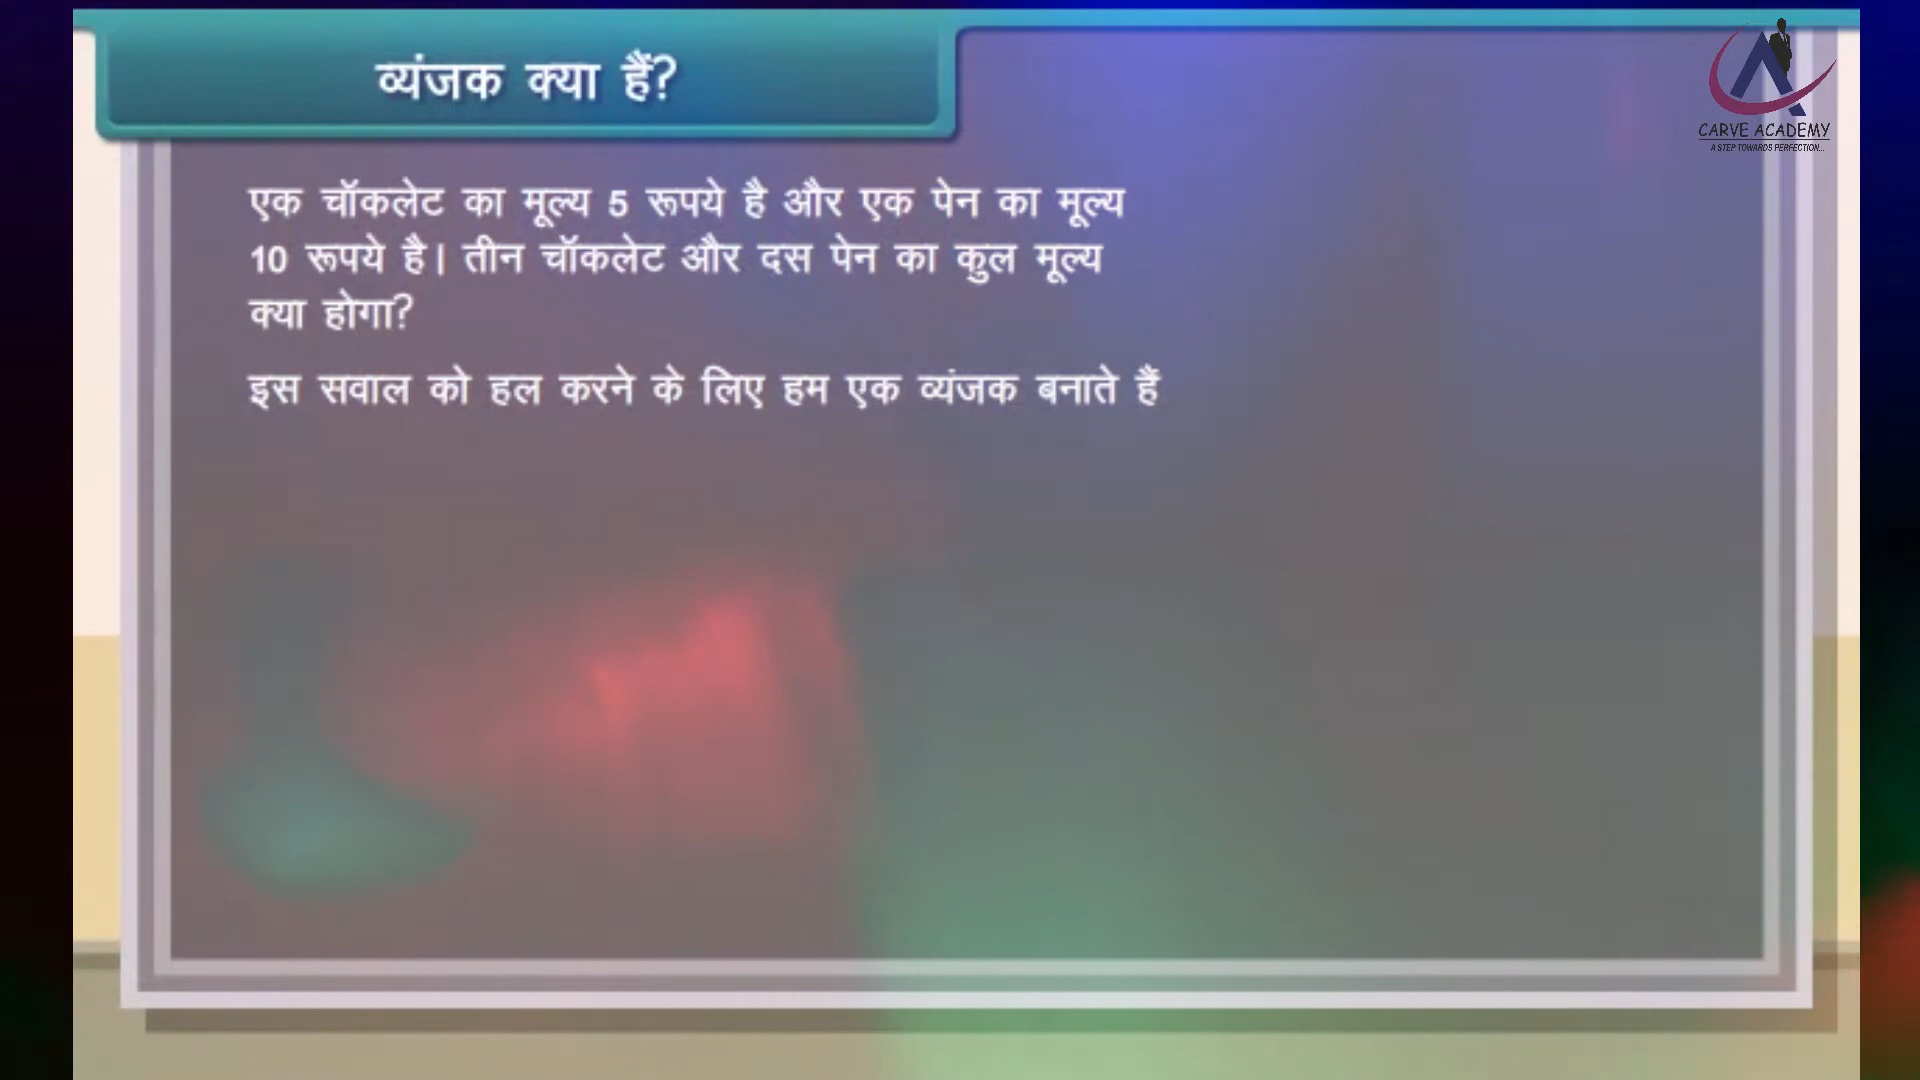 व्यंजक क्या हैं?
CARVE ACADEMY
A STEP TOWARDS PERFECTION...
एक चॉकलेट का मूल्य 5 रूपये है और एक पेन का मूल्य
10 रूपये है| तीन चॉकलेट और दस पेन का कुल मूल्य
क्या होगा?
इस सवाल को हल करने के लिए हम एक व्यंजक बनाते हैं